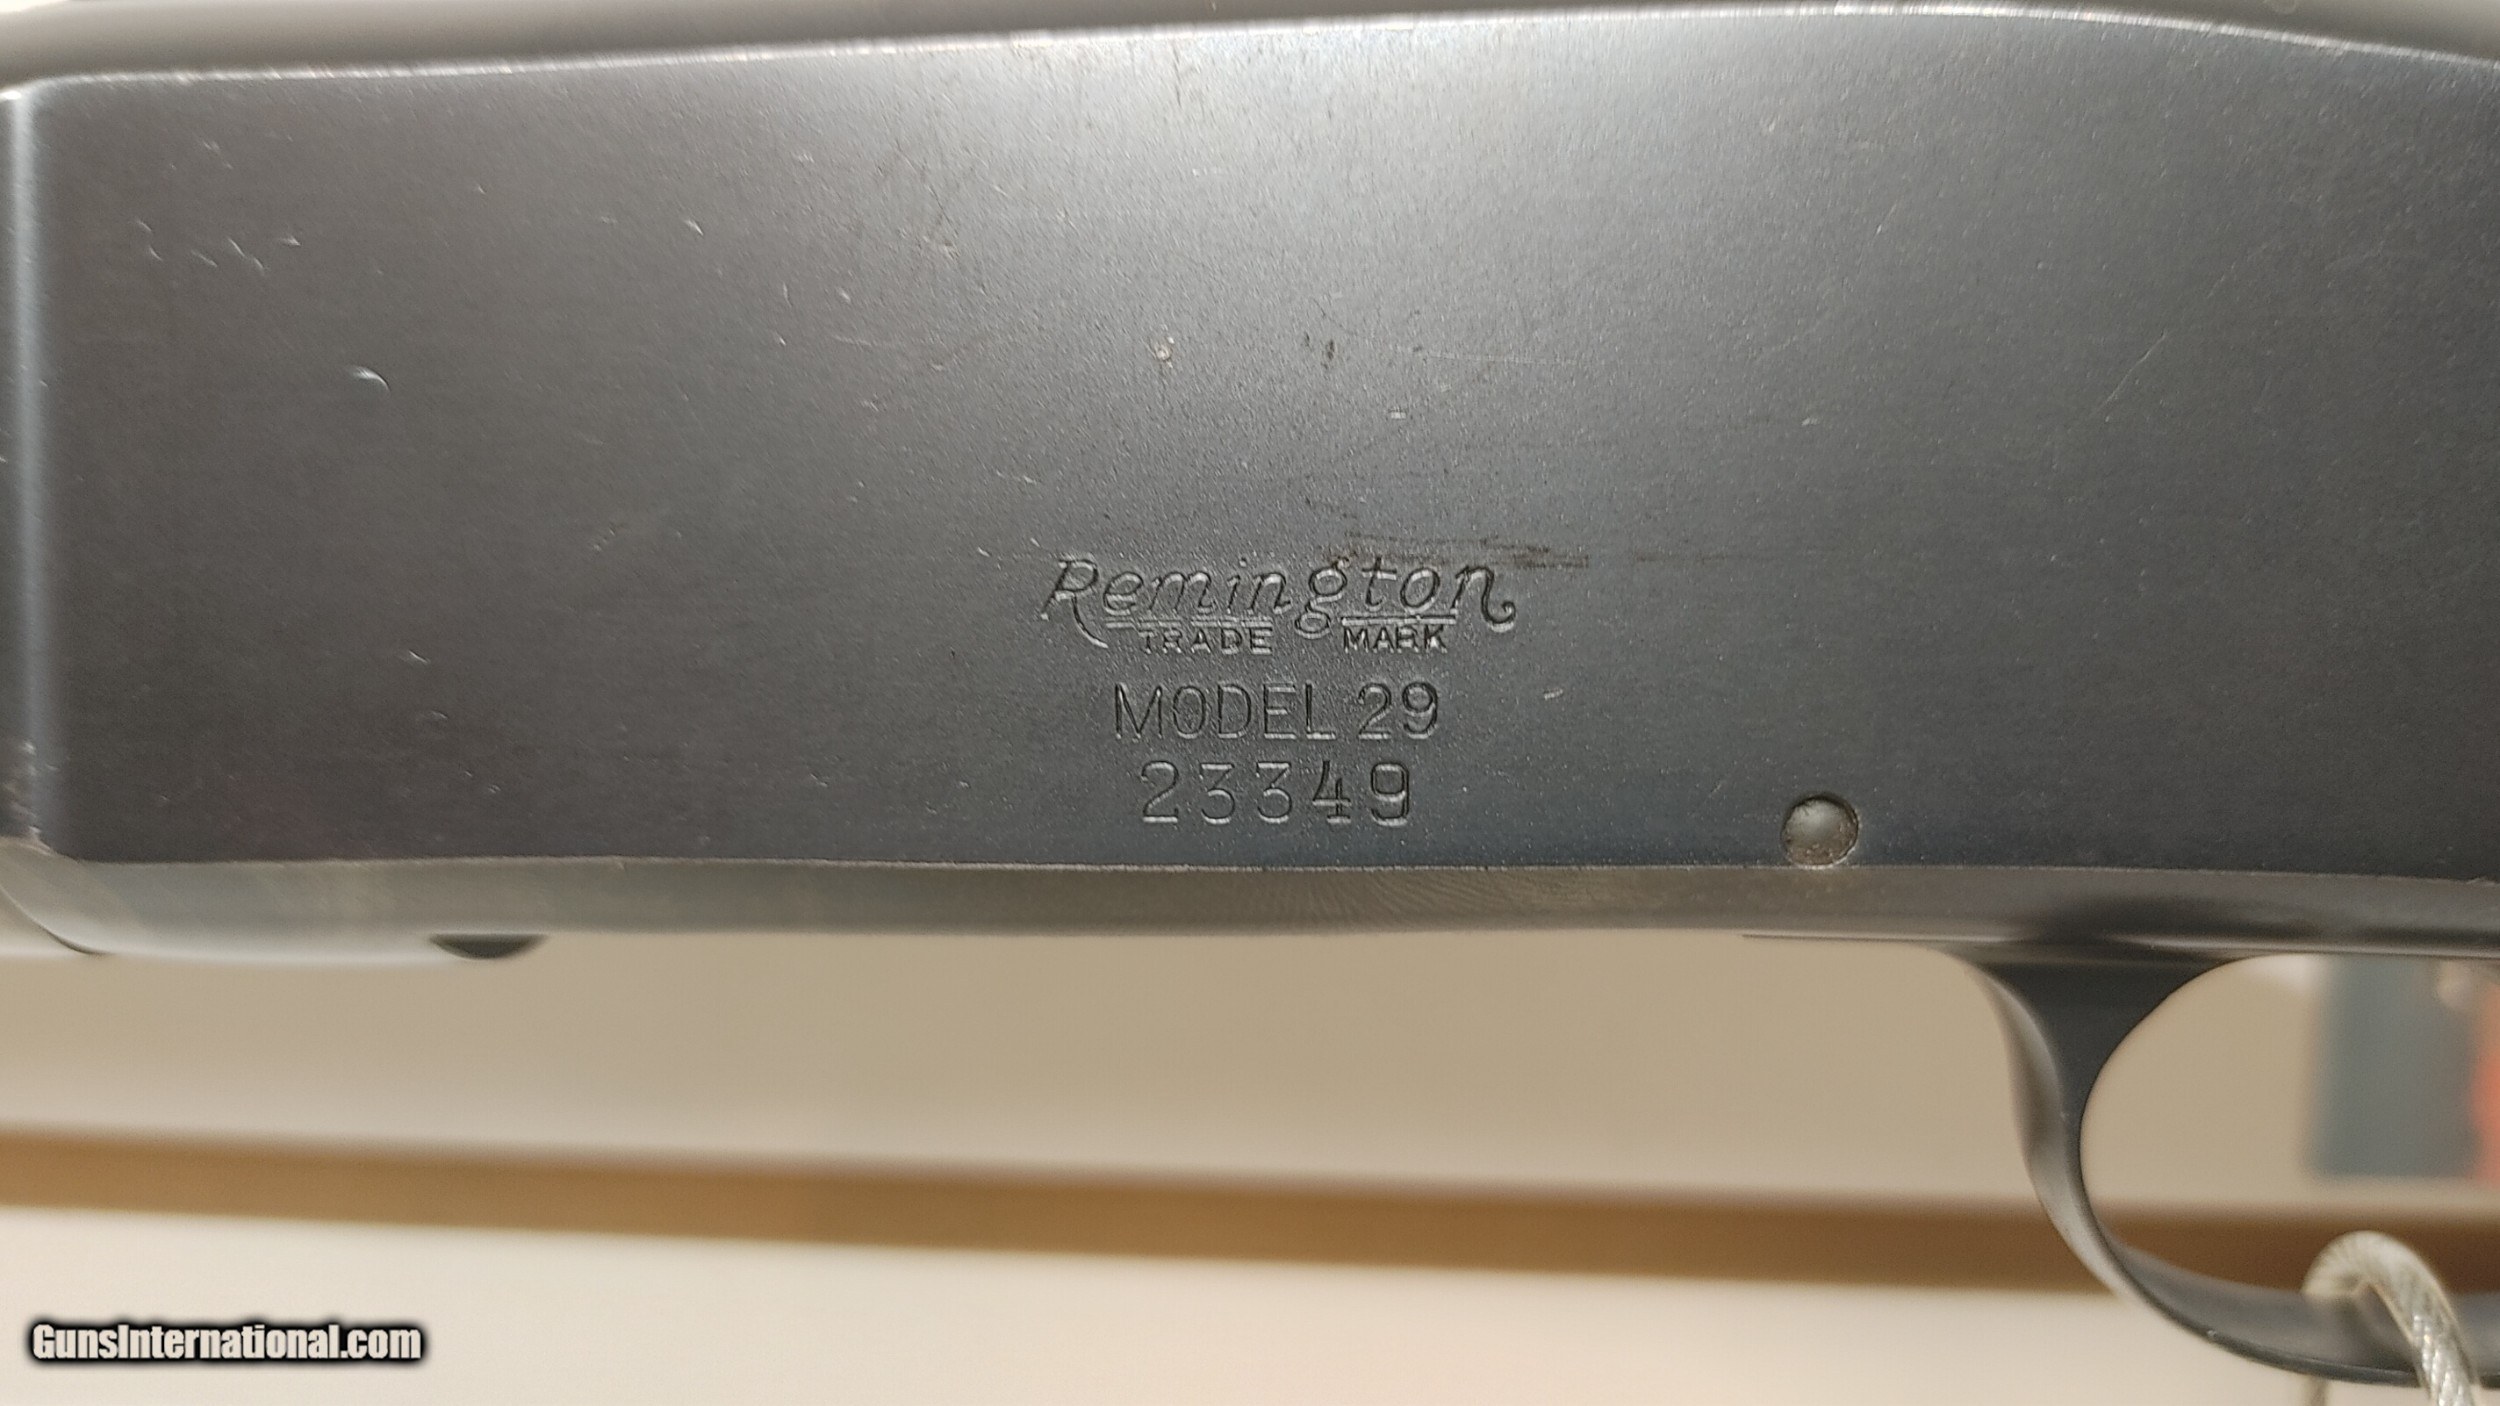 Remington
TRADE MARK
MODEL 29
23349
GunsInternational.com